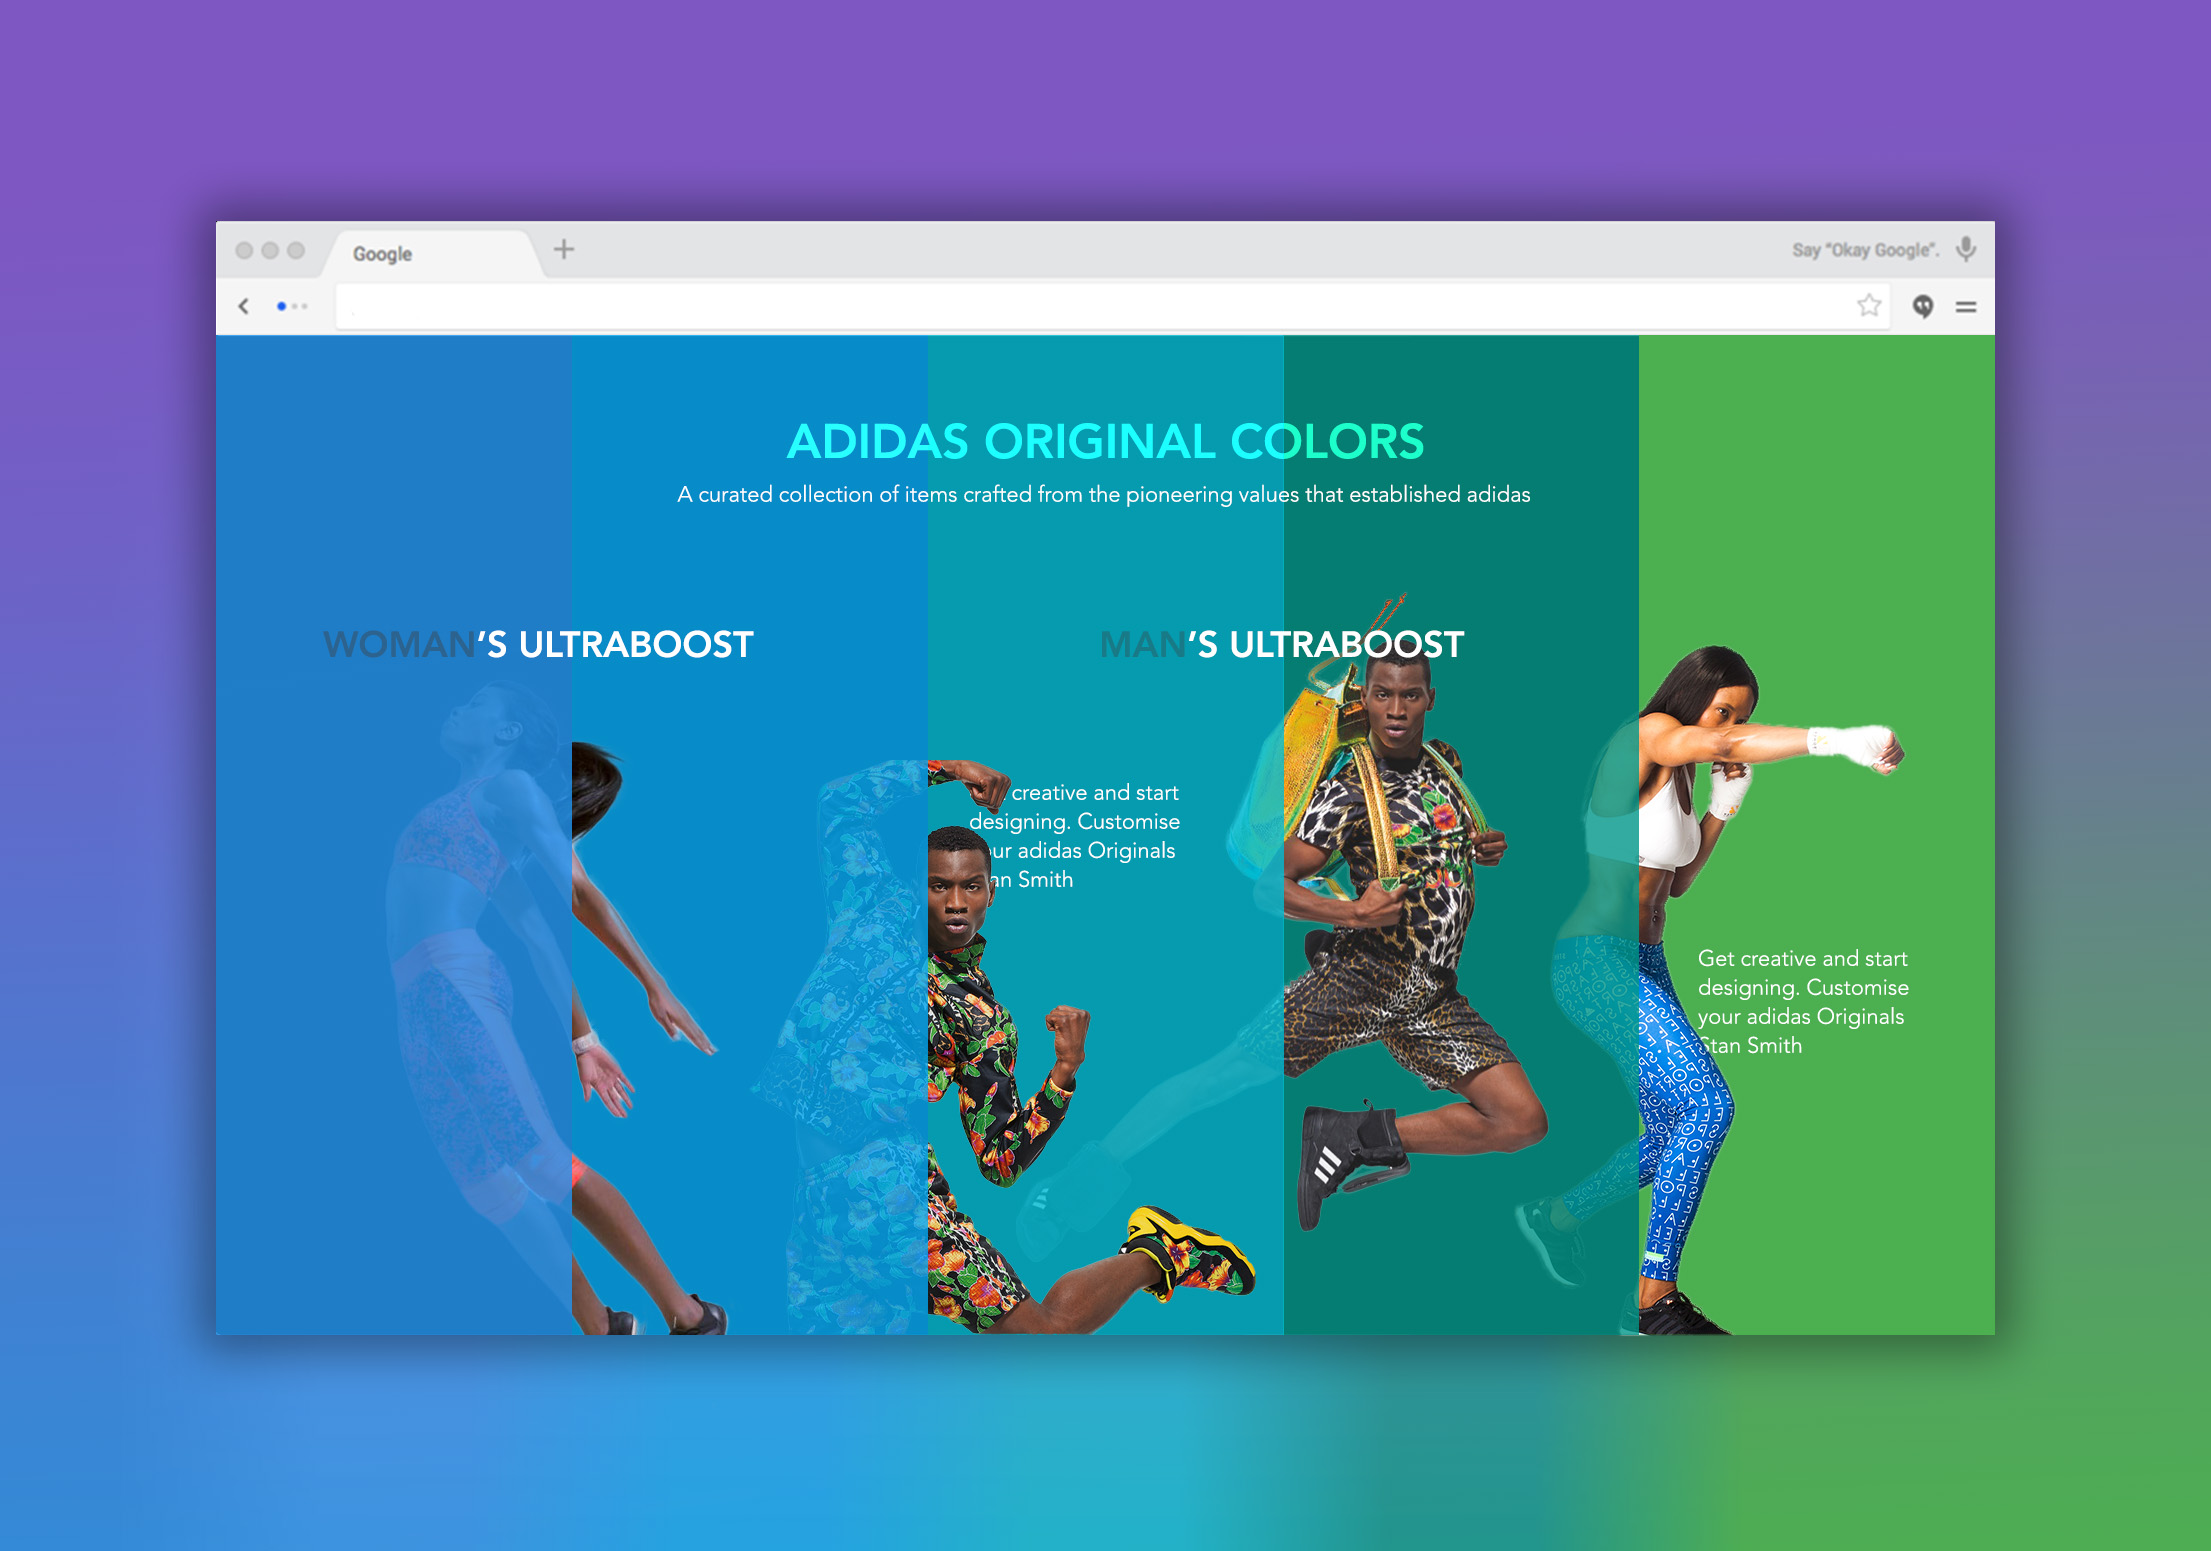 Google
Say "Okay Google".
ADIDAS ORIGINAL COLORS
A curated collection of items crafted from the pioneering values that established adidas
WOMAN'S ULTRABOOST
MAN'S ULTRABOOST
creative and start
designing. Customise
ur adidas Originals
an Smith
Get creative and start
designing. Customise
your adidas Originals
Stan Smith